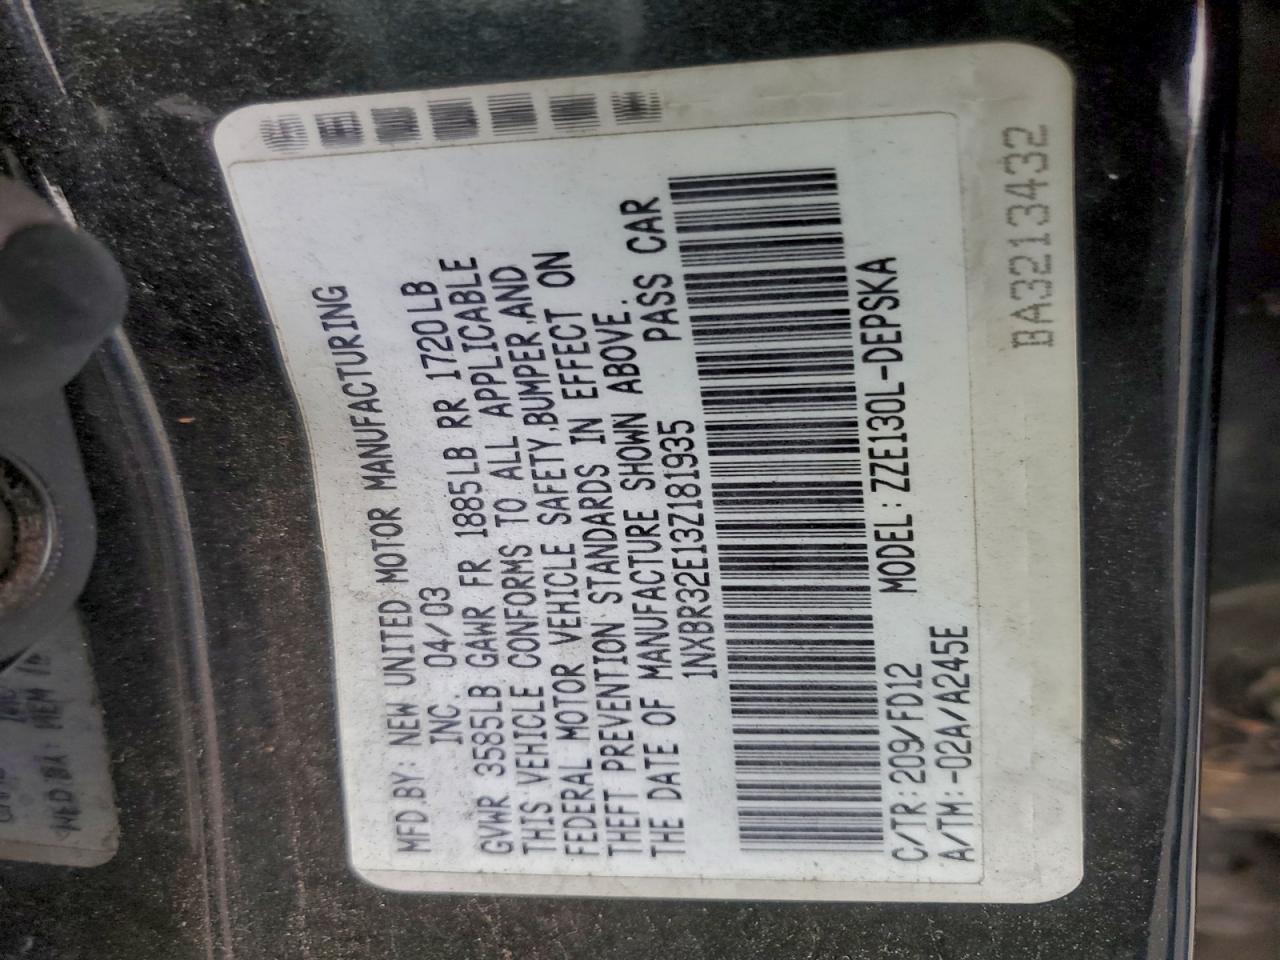 MFD.BY: NEW UNITED MOTOR MANUFACTURING
INC. 04/03
GVWR 3585LB GAWR FR 1885LB RR 1720LB
THIS VEHICLE CONFORMS TO ALL APPLICABLE
FEDERAL MOTOR VEHICLE SAFETY,BUMPER,AND
THEFT PREVENTION STANDARDS IN EFFECT ON
THE DATE OF MANUFACTURE SHOWN ABOVE.
1NXBR32E13Z181935 PASS CAR
C/TR:209/FD12 MODEL:ZZE130L-DEPSKA
A/TM:-02A/A245E
BA3213432